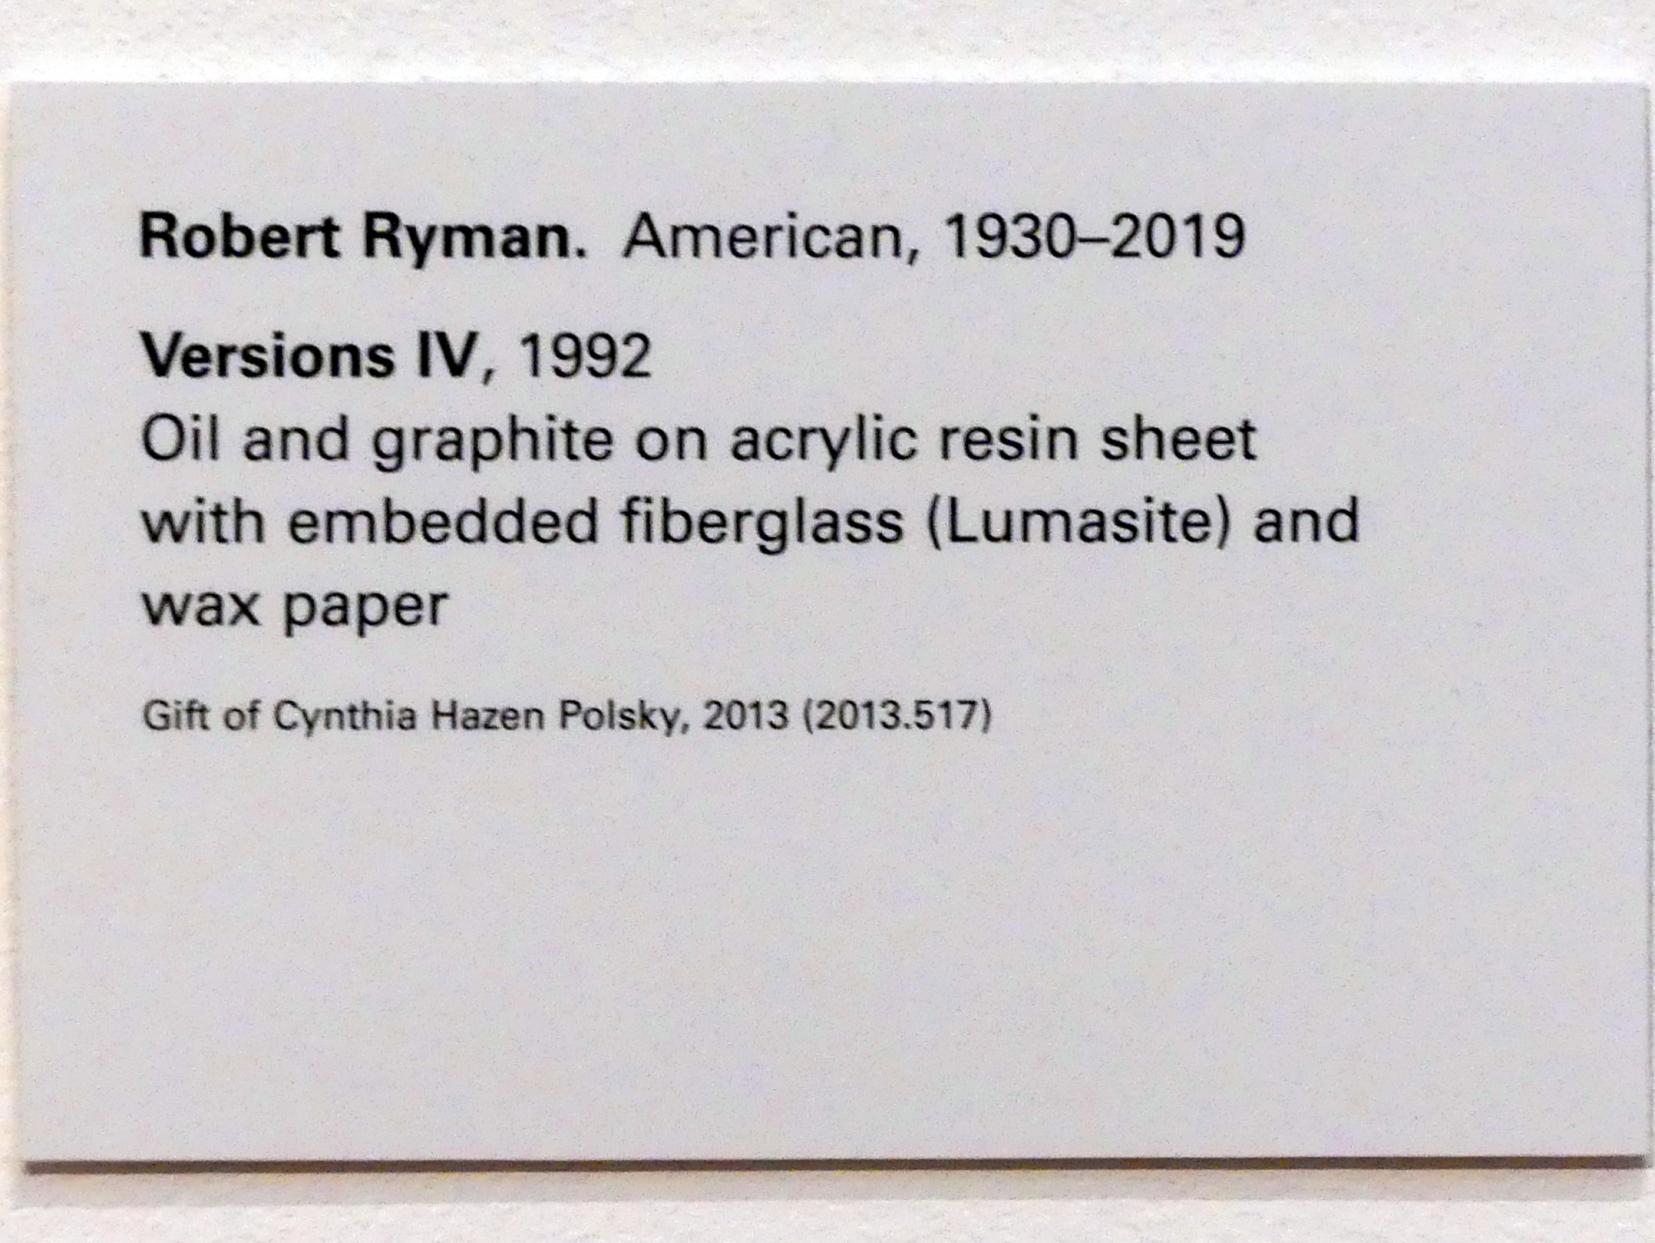 Robert Ryman. American, 1930–2019
Versions IV, 1992
Oil and graphite on acrylic resin sheet
with embedded fiberglass (Lumasite) and
wax paper
Gift of Cynthia Hazen Polsky, 2013 (2013.517)